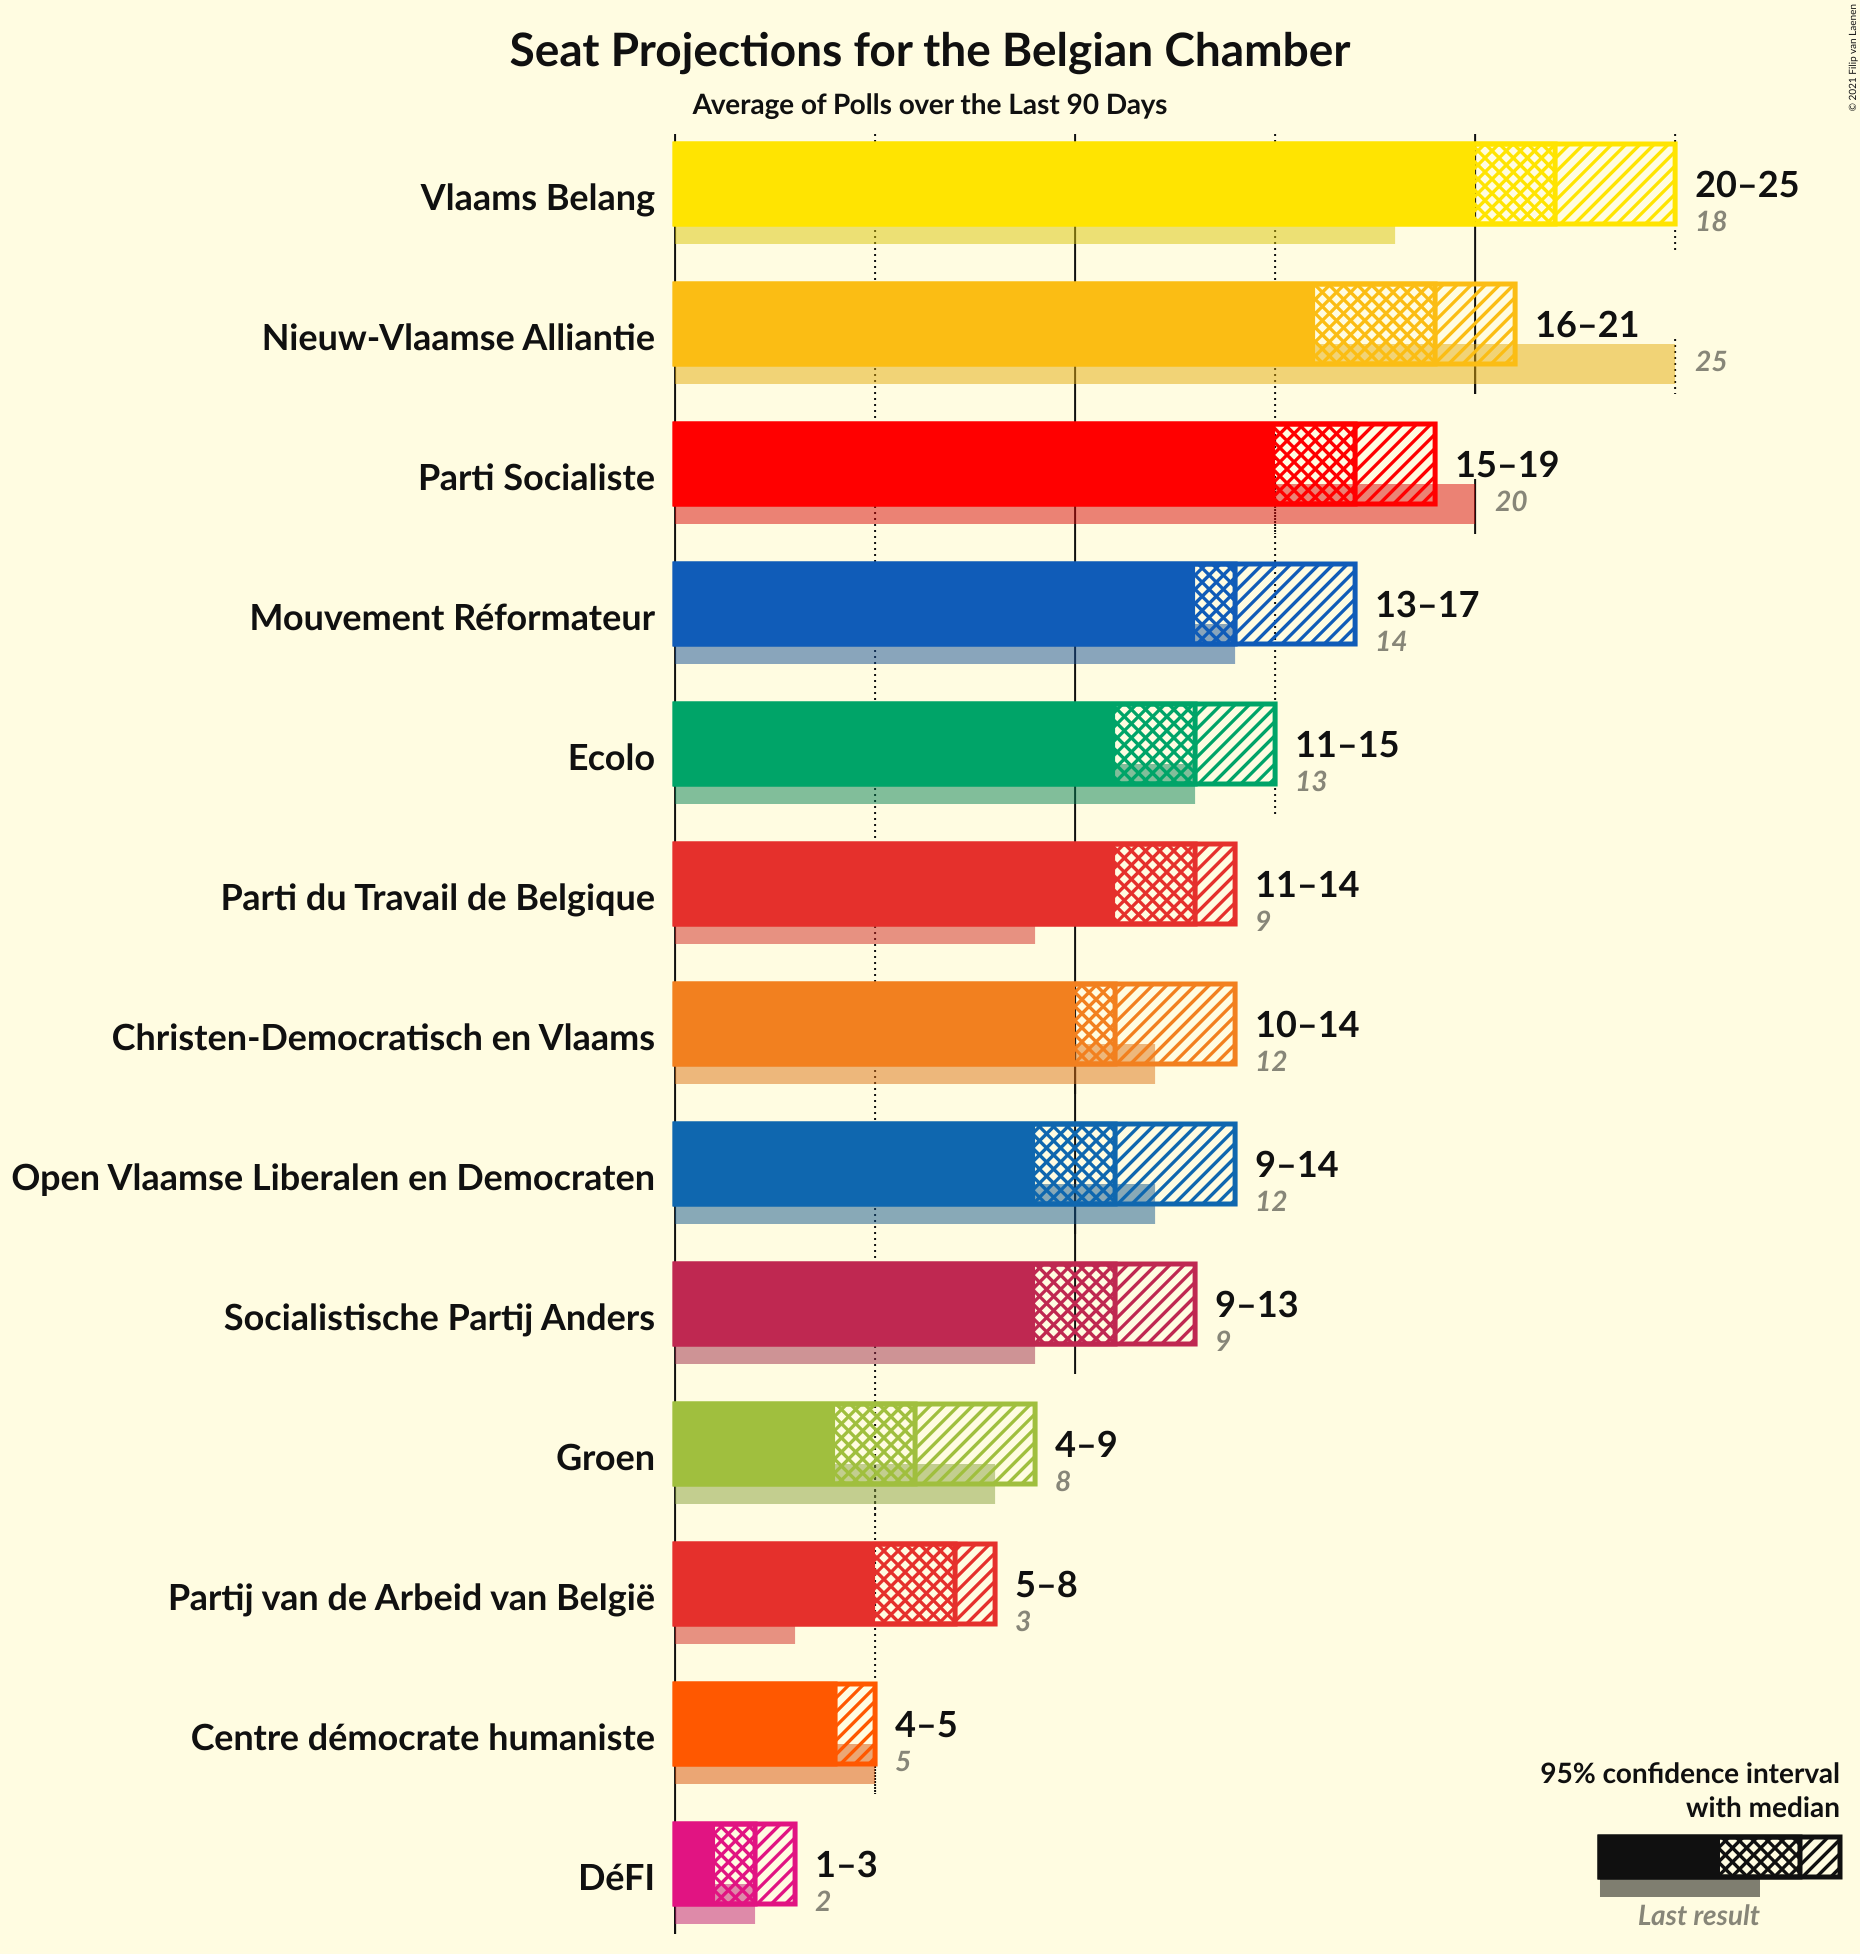 Seat Projections for the Belgian Chamber
Average of Polls over the Last 90 Days
© 2021 Filip van Laenen
Vlaams Belang
20–25
18
Nieuw-Vlaamse Alliantie
16–21
25
Parti Socialiste
15–19
20
Mouvement Réformateur
13–17
14
Ecolo
11–15
13
Parti du Travail de Belgique
11–14
9
Christen-Democratisch en Vlaams
10–14
12
Open Vlaamse Liberalen en Democraten
9–14
12
Socialistische Partij Anders
9–13
9
Groen
4–9
8
Partij van de Arbeid van België
5–8
3
Centre démocrate humaniste
4–5
5
DéFI
1–3
2
95% confidence interval
with median
Last result